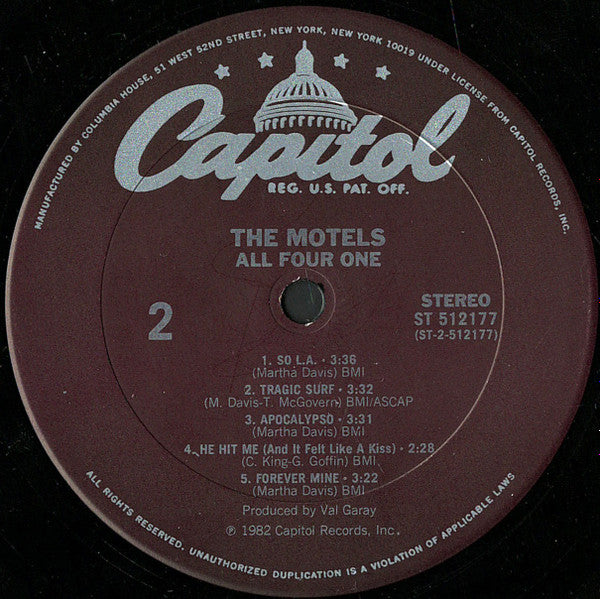 MANUFACTURED BY COLUMBIA HOUSE, 51 WEST 52ND STREET, NEW YORK, NEW YORK 10019 UNDER LICENSE FROM CAPITOL RECORDS, INC.
Capitol
REG. U.S. PAT. OFF.
THE MOTELS
ALL FOUR ONE
2
STEREO
ST 512177
(ST-2-512177)
1. SO L.A. • 3:36
(Martha Davis) BMI
2. TRAGIC SURF • 3:32
(M. Davis-T. McGovern) BMI/ASCAP
3. APOCALYPSO • 3:31
(Martha Davis) BMI
4. HE HIT ME (And It Felt Like A Kiss) • 2:28
(C. King-G. Goffin) BMI
5. FOREVER MINE • 3:22
(Martha Davis) BMI
Produced by Val Garay
℗ 1982 Capitol Records, Inc.
ALL RIGHTS RESERVED. UNAUTHORIZED DUPLICATION IS A VIOLATION OF APPLICABLE LAWS